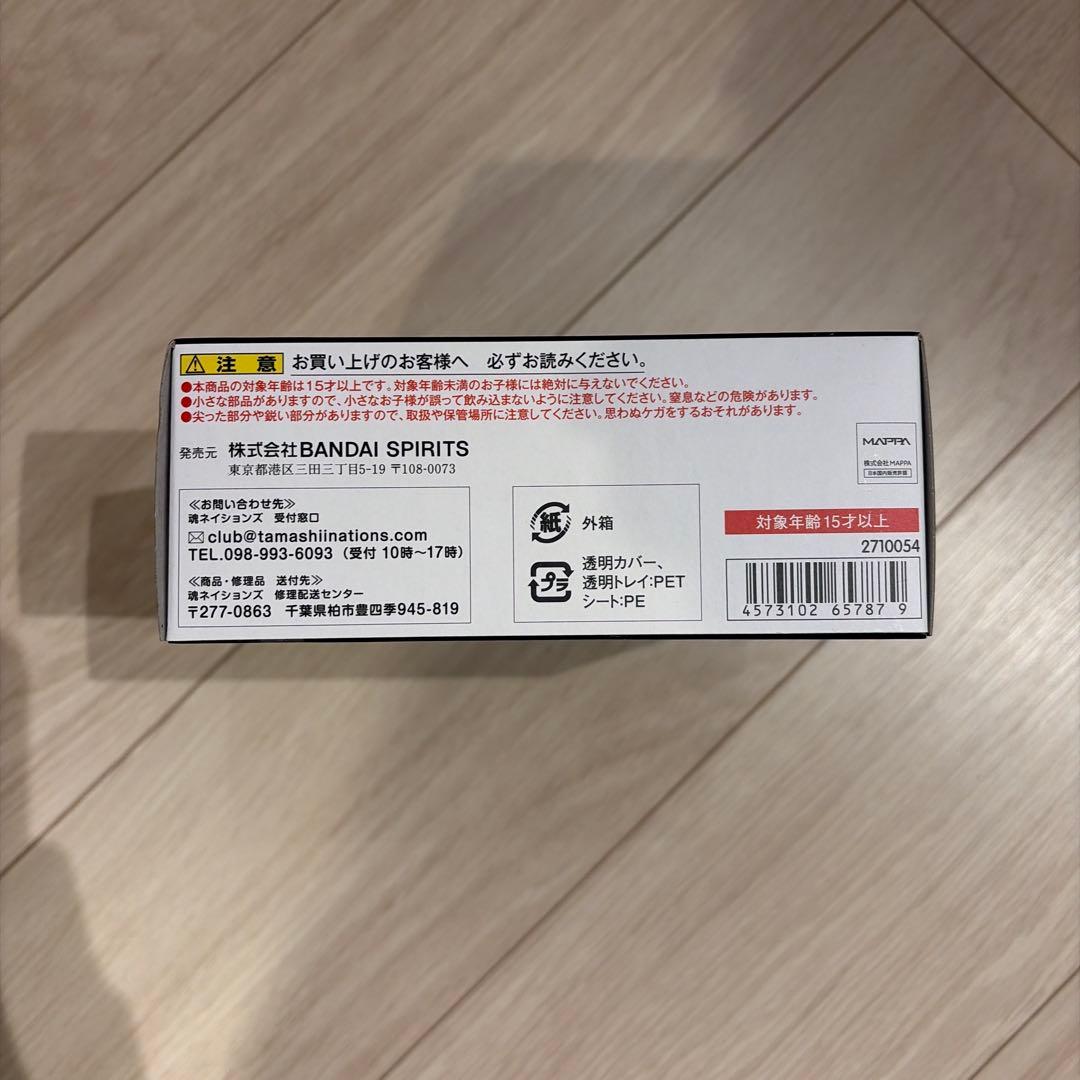 注 意 お買い上げのお客様へ 必ずお読みください。
●本商品の対象年齢は15才以上です。対象年齢未満のお子様には絶対に与えないでください。
●小さな部品がありますので、小さなお子様が誤って飲み込まないように注意してください。窒息などの危険があります。
●尖った部分や鋭い部分がありますので、取扱や保管場所に注意してください。思わぬケガをするおそれがあります。
発売元 株式会社BANDAI SPIRITS
東京都港区三田三丁目5-19 〒108-0073
≪お問い合わせ先≫
魂ネイションズ 受付窓口
club@tamashiinations.com
TEL.098-993-6093（受付 10時〜17時）
≪商品・修理品 送付先≫
魂ネイションズ 修理配送センター
〒277-0863 千葉県柏市豊四季945-819
紙 外箱
プラ 透明カバー、
透明トレイ:PET
シート:PE
MAPPA
株式会社MAPPA
日本国内販売許諾
対象年齢15才以上
2710054
4573102 65787 9